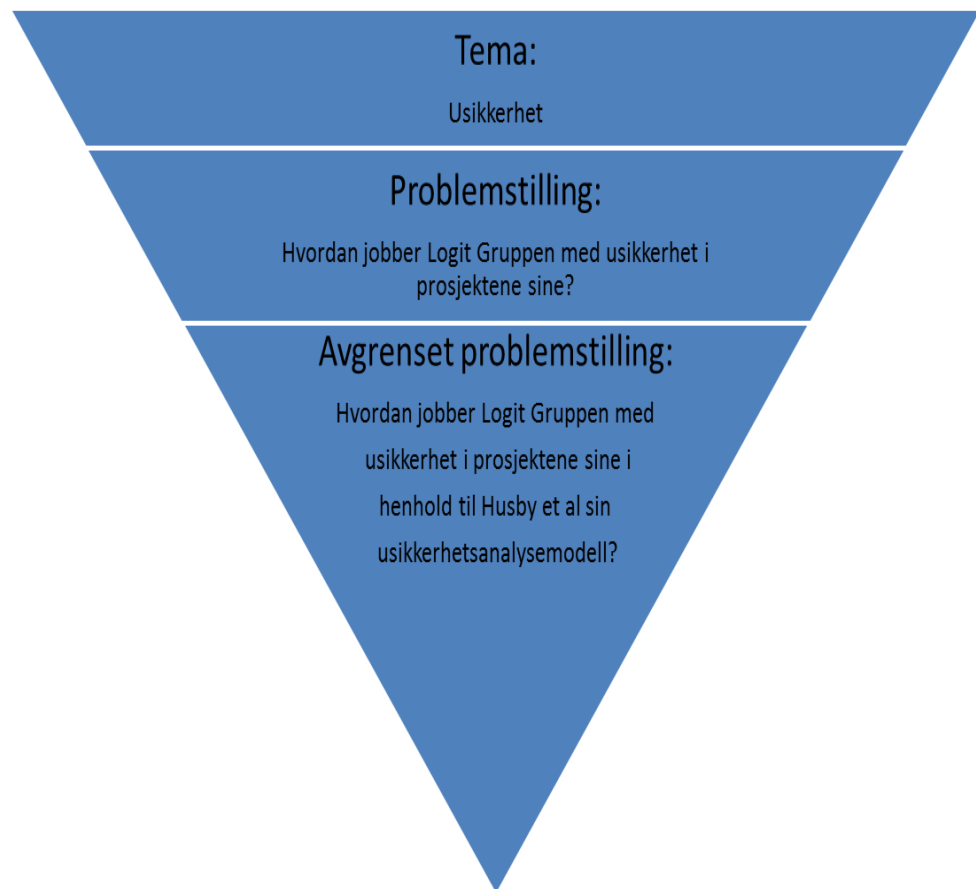 Tema:
Usikkerhet
Problemstilling:
Hvordan jobber Logit Gruppen med usikkerhet i
prosjektene sine?
Avgrenset problemstilling:
Hvordan jobber Logit Gruppen med
usikkerhet i prosjektene sine i
henhold til Husby et al sin
usikkerhetsanalysemodell?